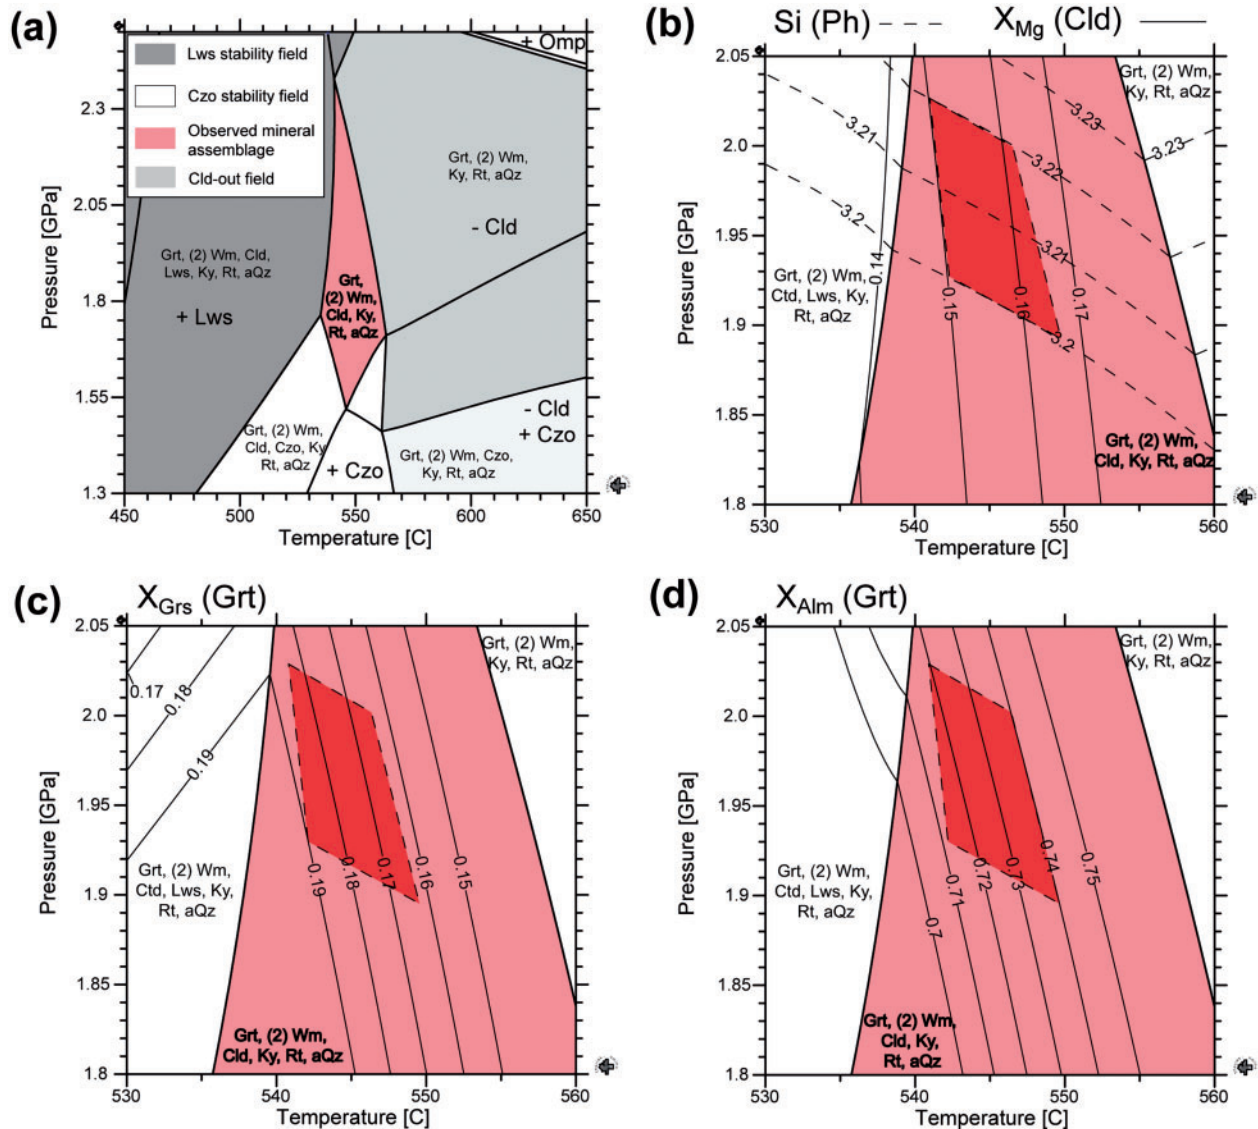 (a)
Lws stability field
Czo stability field
Observed mineral
assemblage
Cld-out field
+ Omp
Grt, (2) Wm,
Ky, Rt, aQz
- Cld
Grt, (2) Wm, Cld,
Lws, Ky, Rt, aQz
+ Lws
Grt,
(2) Wm,
Cld, Ky,
Rt, aQz
- Cld
+ Czo
Grt, (2) Wm,
Cld, Czo, Ky
Rt, aQz
+ Czo
Grt, (2) Wm, Czo,
Ky, Rt, aQz
2.3
2.05
1.8
1.55
1.3
Pressure [GPa]
450
500
550
600
650
Temperature [C]
(b)
Si (Ph)
XMg (Cld)
2.05
2.0
1.95
1.9
1.85
1.8
Pressure [GPa]
Grt, (2) Wm,
Ky, Rt, aQz
3.23
3.23
3.21
3.22
3.2
3.21
3.2
0.14
0.15
0.16
0.17
Grt, (2) Wm,
Ctd, Lws, Ky,
Rt, aQz
Grt, (2) Wm,
Cld, Ky, Rt, aQz
530
540
550
560
Temperature [C]
(c)
XGrs (Grt)
2.05
2.0
1.95
1.9
1.85
1.8
Pressure [GPa]
Grt, (2) Wm,
Ky, Rt, aQz
0.17
0.18
0.19
0.19
0.18
0.17
0.16
0.15
Grt, (2) Wm,
Ctd, Lws, Ky,
Rt, aQz
Grt, (2) Wm,
Cld, Ky, Rt, aQz
530
540
550
560
Temperature [C]
(d)
XAlm (Grt)
2.05
2.0
1.95
1.9
1.85
1.8
Pressure [GPa]
Grt, (2) Wm,
Ky, Rt, aQz
0.7
0.71
0.72
0.73
0.74
0.75
Grt, (2) Wm,
Ctd, Lws, Ky,
Rt, aQz
Grt, (2) Wm,
Cld, Ky,
Rt, aQz
530
540
550
560
Temperature [C]